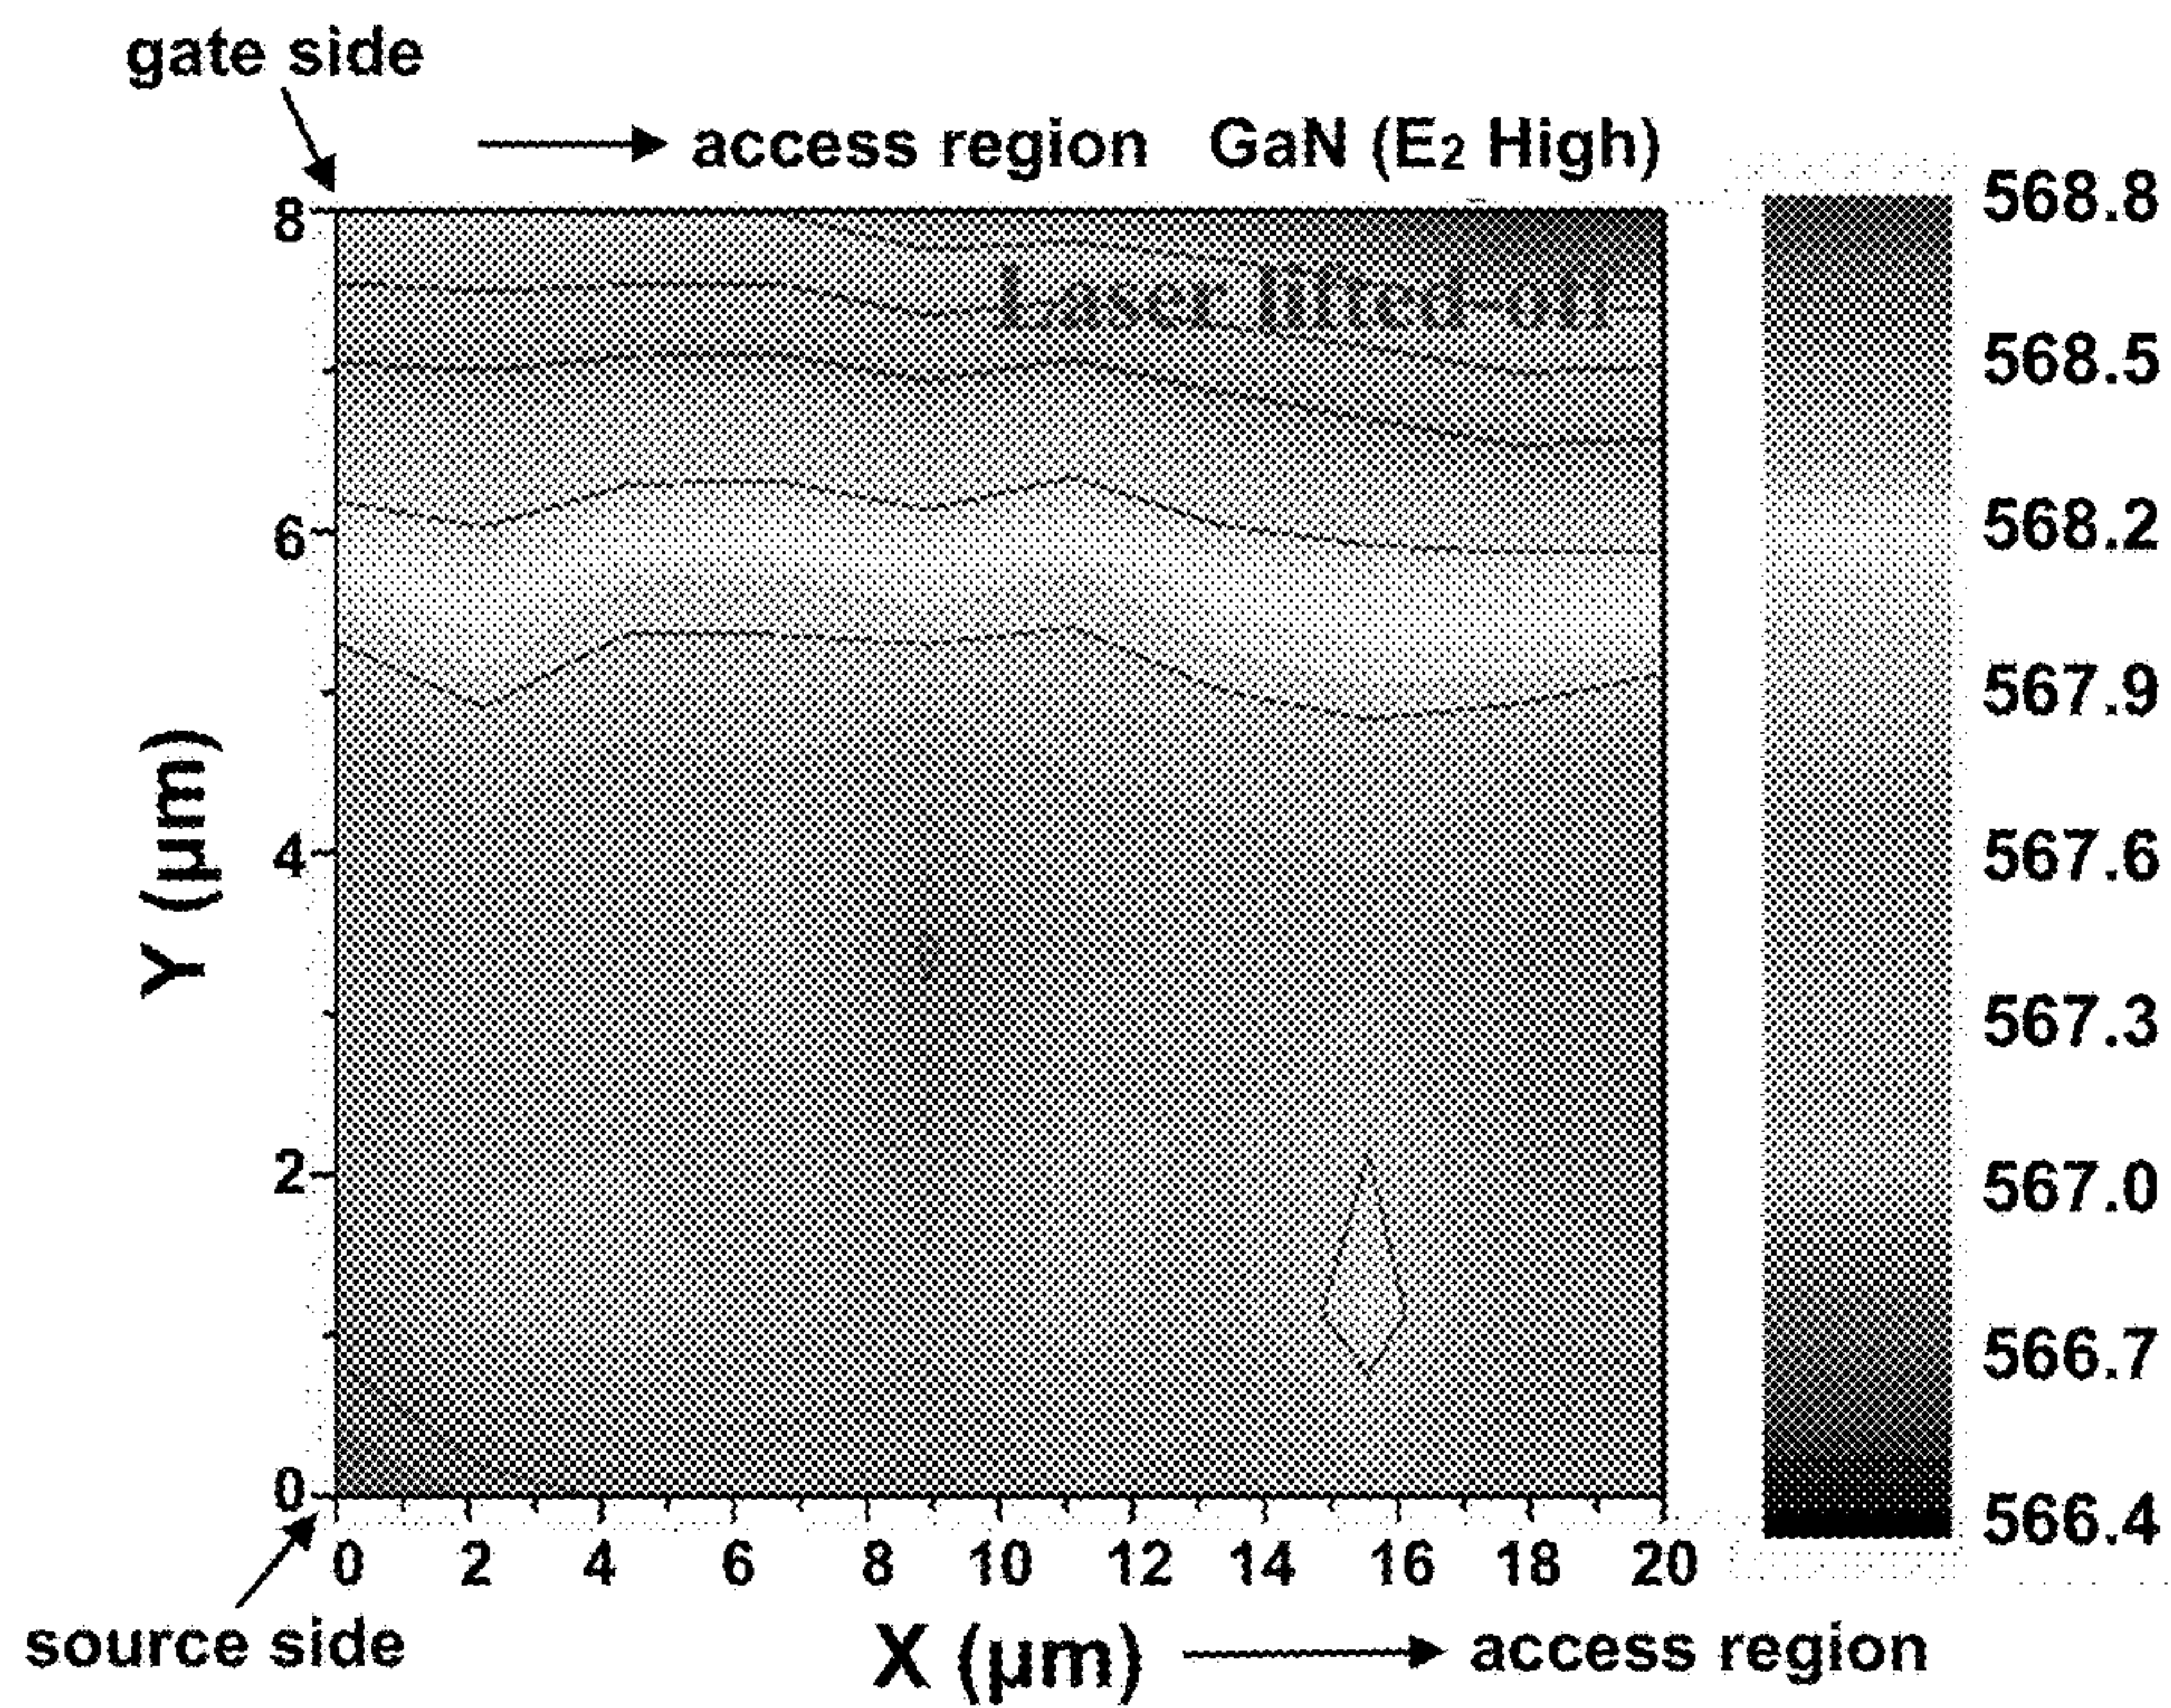 gate side
access region GaN (E₂ High)
Laser lifted-off
8
6
4
2
0
Y (μm)
568.8
568.5
568.2
567.9
567.6
567.3
567.0
566.7
566.4
0 2 4 6 8 10 12 14 16 18 20
source side
X (μm)
access region